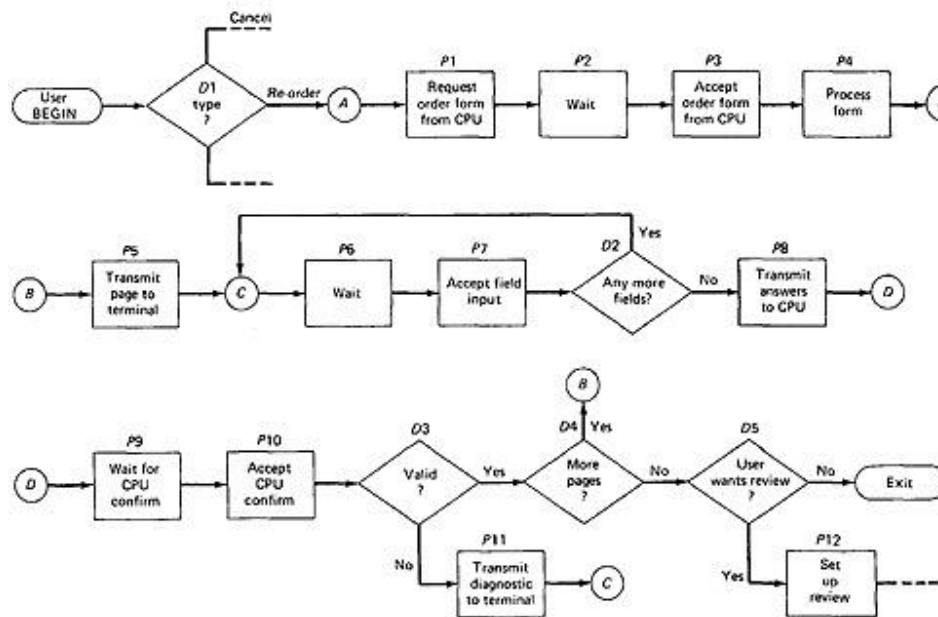 Cancel
P1
P2
P3
P4
User
BEGIN
D1
type
?
Re-order
A
Request
order form
from CPU
Wait
Accept
order form
from CPU
Process
form
Yes
P5
P6
P7
D2
P8
B
Transmit
page to
terminal
C
Wait
Accept field
input
Any more
fields?
No
Transmit
answers
to CPU
D
B
P9
P10
D3
D4
Yes
D5
D
Wait for
CPU
confirm
Accept
CPU
confirm
Valid
?
Yes
More
pages
?
No
User
wants review
?
No
Exit
No
P11
Transmit
diagnostic
to terminal
C
Yes
P12
Set
up
review